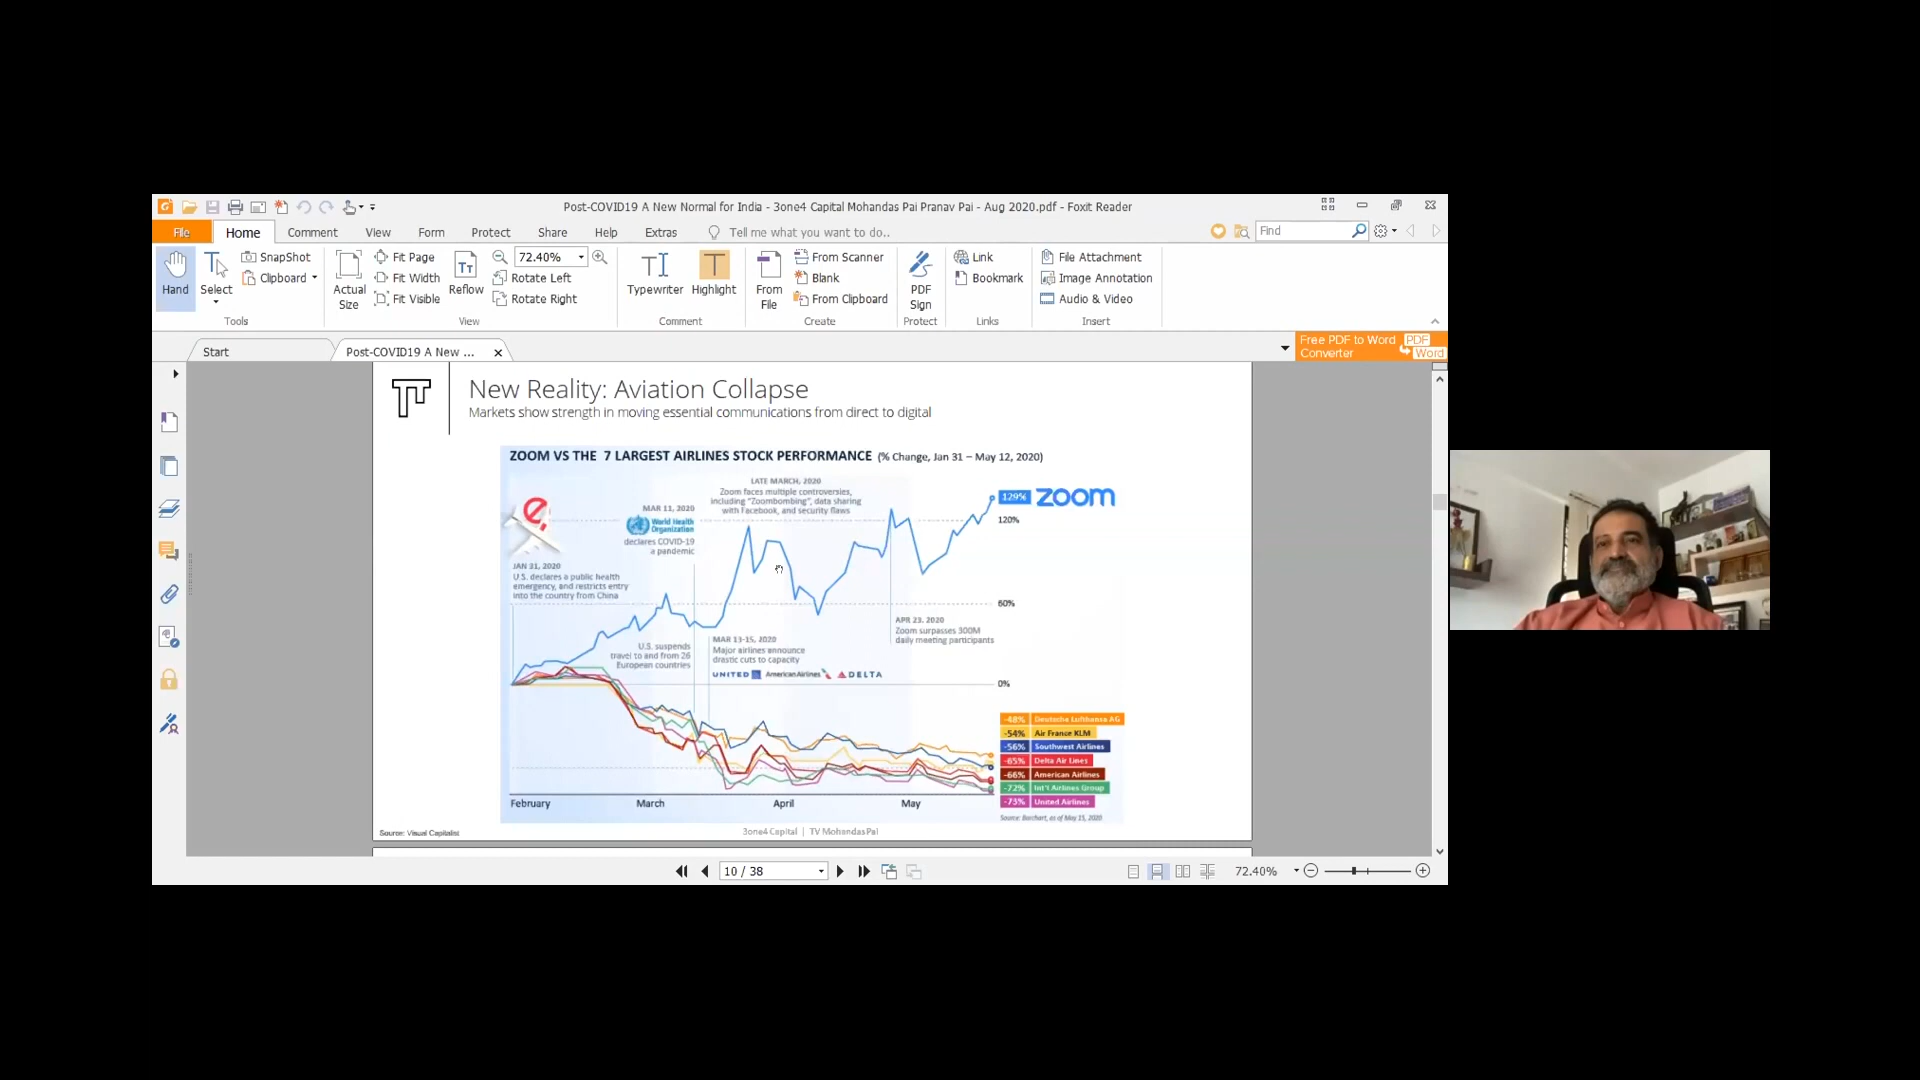 Post-COVID19 A New Normal for India - 3one4 Capital Mohandas Pai Pranav Pai - Aug 2020.pdf - Foxit Reader
File Home Comment View Form Protect Share Help Extras Tell me what you want to do.. Find
Hand
Select
SnapShot
Clipboard
Tools
Actual Size
Fit Page
Fit Width
Fit Visible
Reflow
72.40%
Rotate Left
Rotate Right
View
Typewriter
Highlight
Comment
From File
From Scanner
Blank
From Clipboard
Create
PDF Sign
Protect
Link
Bookmark
Links
File Attachment
Image Annotation
Audio & Video
Insert
Start
Post-COVID19 A New ...
Free PDF to Word
Converter
PDF
Word
New Reality: Aviation Collapse
Markets show strength in moving essential communications from direct to digital
ZOOM VS THE 7 LARGEST AIRLINES STOCK PERFORMANCE (% Change, Jan 31 – May 12, 2020)
JAN 31, 2020
U.S. declares a public health
emergency, and restricts entry
into the country from China
MAR 11, 2020
World Health
Organization
declares COVID-19
a pandemic
LATE MARCH, 2020
Zoom faces multiple controversies,
including "Zoombombing", data sharing
with Facebook, and security flaws
129% zoom
120%
60%
0%
U.S. suspends
travel to and from 26
European countries
MAR 13-15, 2020
Major airlines announce
drastic cuts to capacity
UNITED AmericanAirlines DELTA
APR 23, 2020
Zoom surpasses 300M
daily meeting participants
-48% Deutsche Lufthansa AG
-54% Air France KLM
-56% Southwest Airlines
-65% Delta Air Lines
-66% American Airlines
-72% Int'l Airlines Group
-73% United Airlines
February March April May
Source: Barchart, as of May 15, 2020
Source: Visual Capitalist
3one4 Capital | TV Mohandas Pai
10 / 38
72.40%